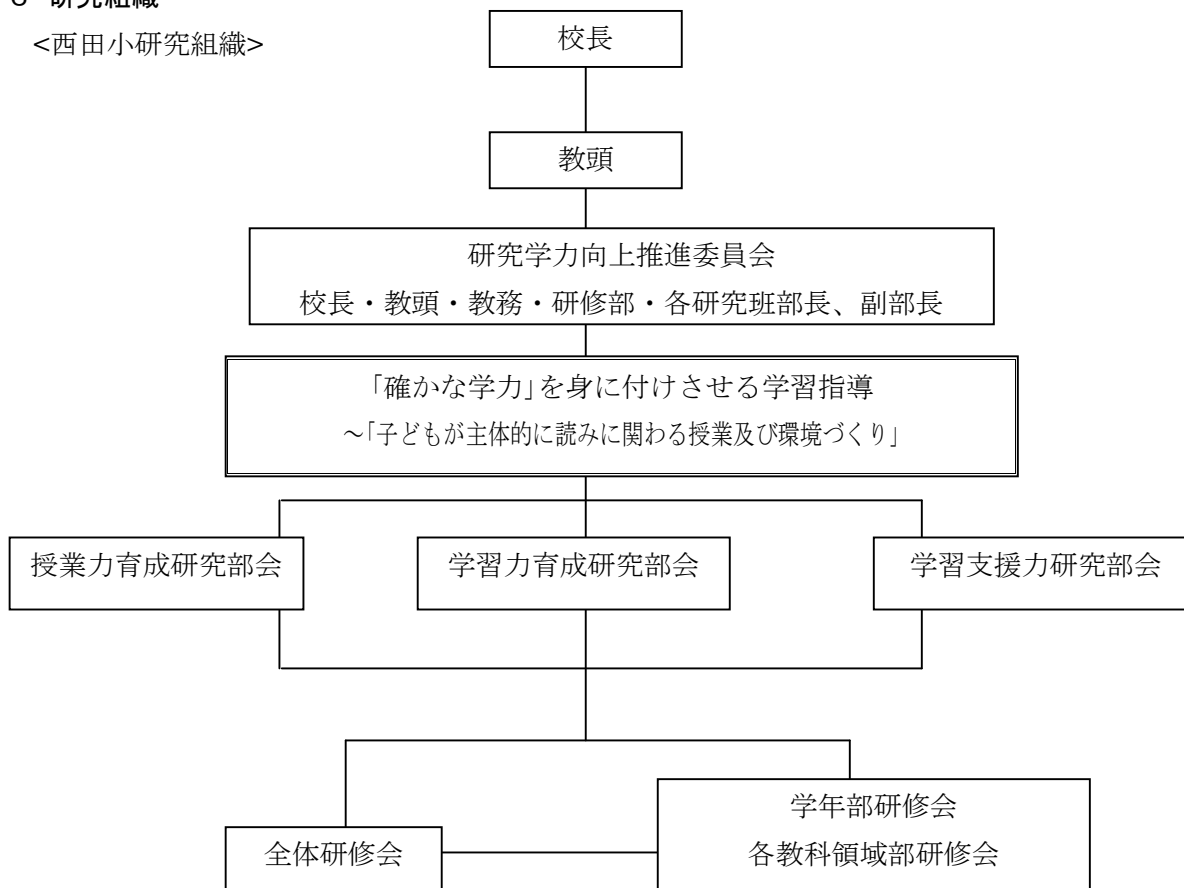 研究組織
<西田小研究組織>
校長
教頭
研究学力向上推進委員会
校長・教頭・教務・研修部・各研究班部長、副部長
「確かな学力」を身に付けさせる学習指導
～「子どもが主体的に読みに関わる授業及び環境づくり」
授業力育成研究部会
学習力育成研究部会
学習支援力研究部会
学年部研修会
全体研修会
各教科領域部研修会